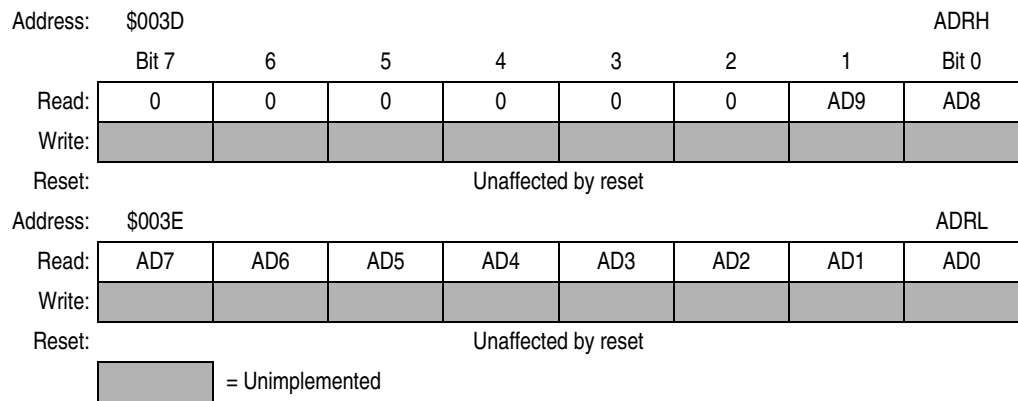 Address: $003D ADRH
Bit 7 6 5 4 3 2 1 Bit 0
Read: 0 0 0 0 0 0 AD9 AD8
Write:
Reset: Unaffected by reset
Address: $003E ADRL
Read: AD7 AD6 AD5 AD4 AD3 AD2 AD1 AD0
Write:
Reset: Unaffected by reset
= Unimplemented